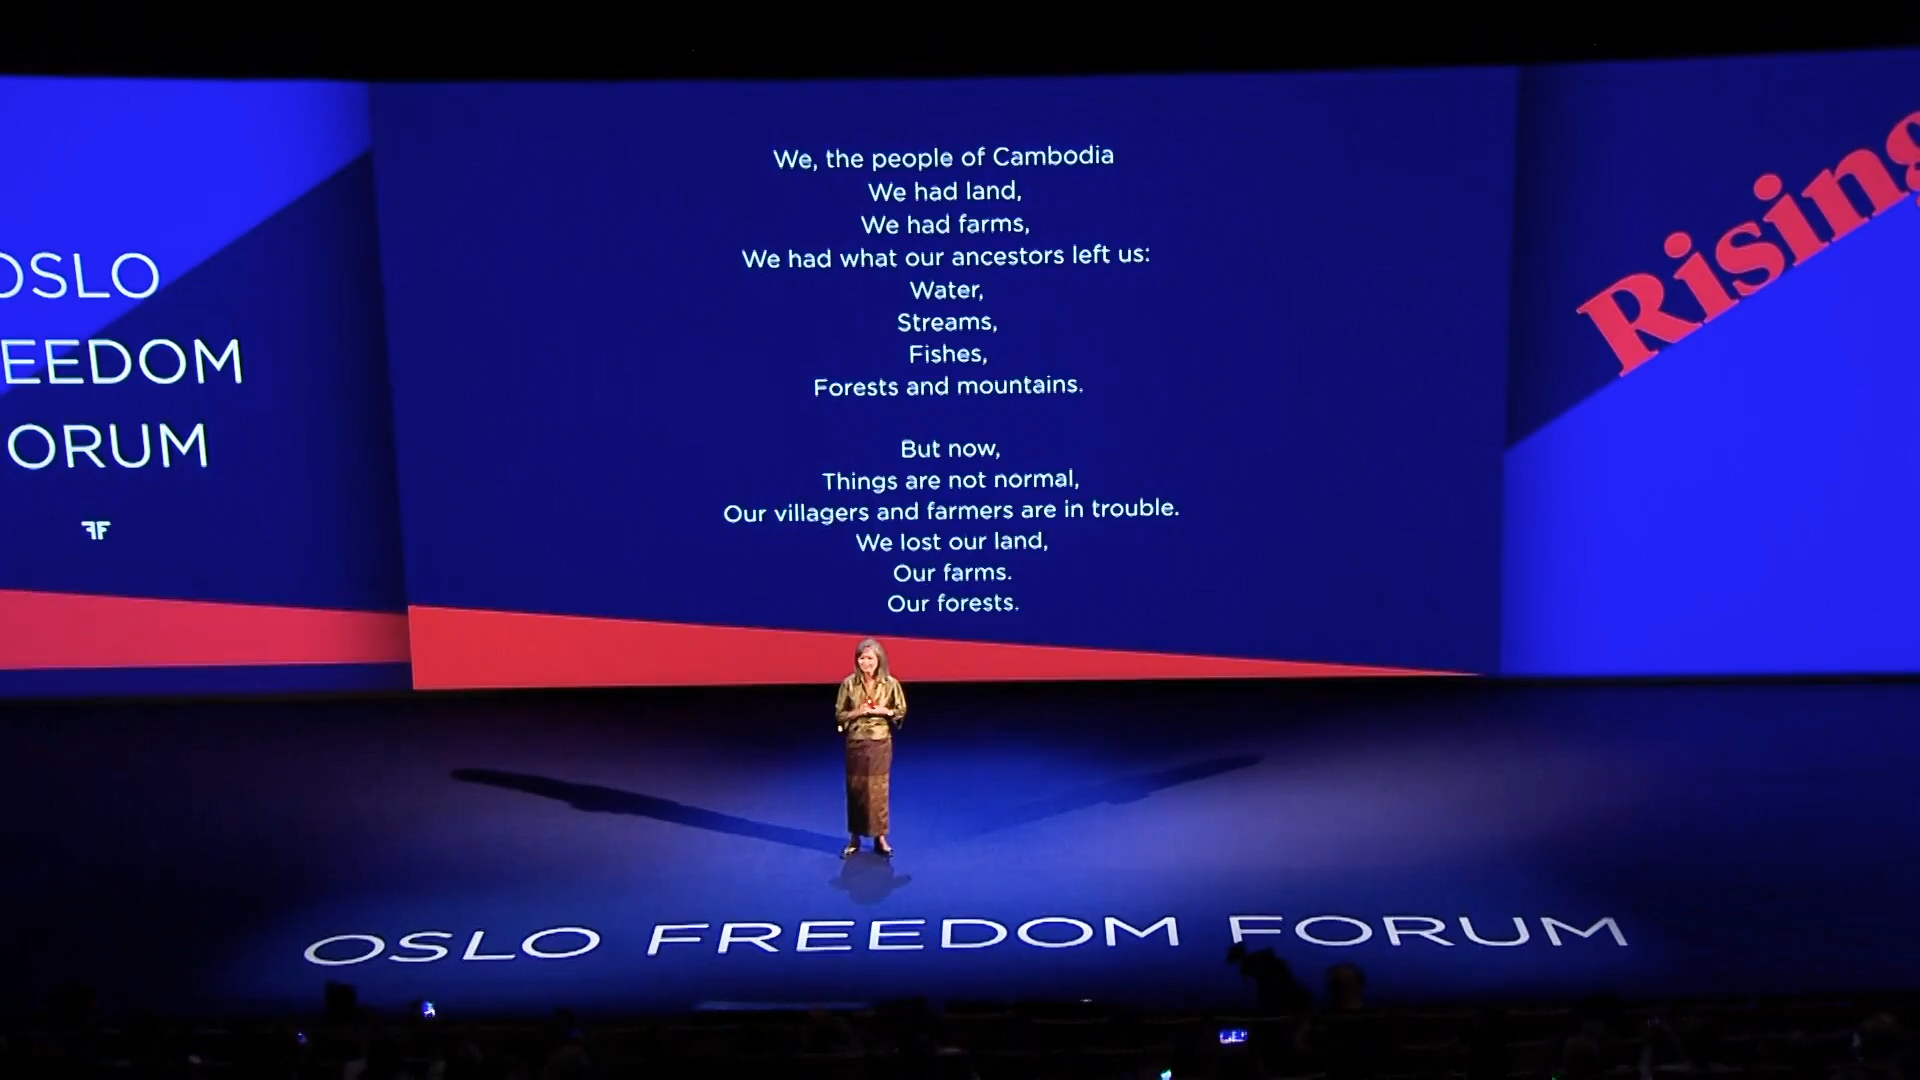 OSLO
EEDOM
ORUM
FF
We, the people of Cambodia
We had land,
We had farms,
We had what our ancestors left us:
Water,
Streams,
Fishes,
Forests and mountains.
But now,
Things are not normal,
Our villagers and farmers are in trouble.
We lost our land,
Our farms.
Our forests.
Rising
OSLO FREEDOM FORUM